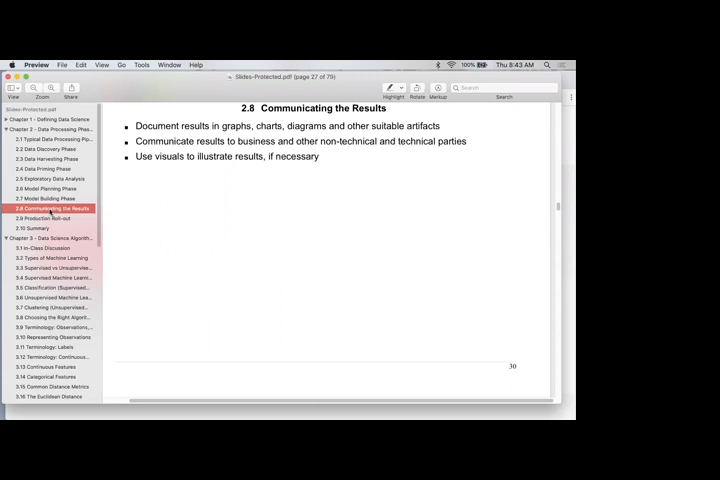 Preview File Edit View Go Tools Window Help 100% Thu 8:43 AM
Slides-Protected.pdf (page 27 of 79)
View Zoom Share Highlight Rotate Markup Search
Search
Slides-Protected.pdf
Chapter 1 - Defining Data Science
Chapter 2 - Data Processing Phas...
2.1 Typical Data Processing Pip...
2.2 Data Discovery Phase
2.3 Data Harvesting Phase
2.4 Data Priming Phase
2.5 Exploratory Data Analysis
2.6 Model Planning Phase
2.7 Model Building Phase
2.8 Communicating the Results
2.9 Production Roll-out
2.10 Summary
Chapter 3 - Data Science Algorith...
3.1 In-Class Discussion
3.2 Types of Machine Learning
3.3 Supervised vs Unsupervise...
3.4 Supervised Machine Learni...
3.5 Classification (Supervised...
3.6 Unsupervised Machine Lea...
3.7 Clustering (Unsupervised...
3.8 Choosing the Right Algorit...
3.9 Terminology: Observations,...
3.10 Representing Observations
3.11 Terminology: Labels
3.12 Terminology: Continuous...
3.13 Continuous Features
3.14 Categorical Features
3.15 Common Distance Metrics
3.16 The Euclidean Distance
2.8 Communicating the Results
▪ Document results in graphs, charts, diagrams and other suitable artifacts
▪ Communicate results to business and other non-technical and technical parties
▪ Use visuals to illustrate results, if necessary
30